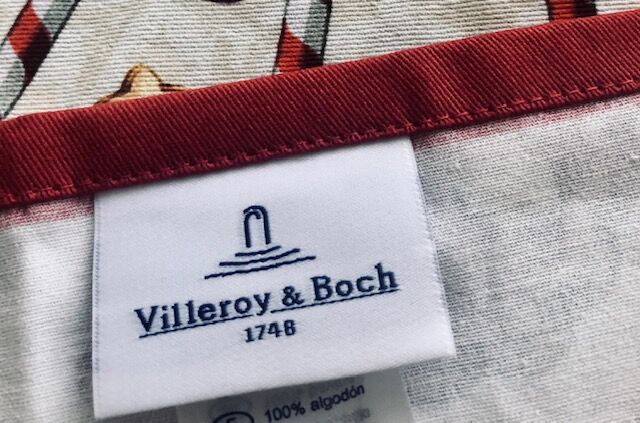 Villeroy & Boch
1748
100% algodón